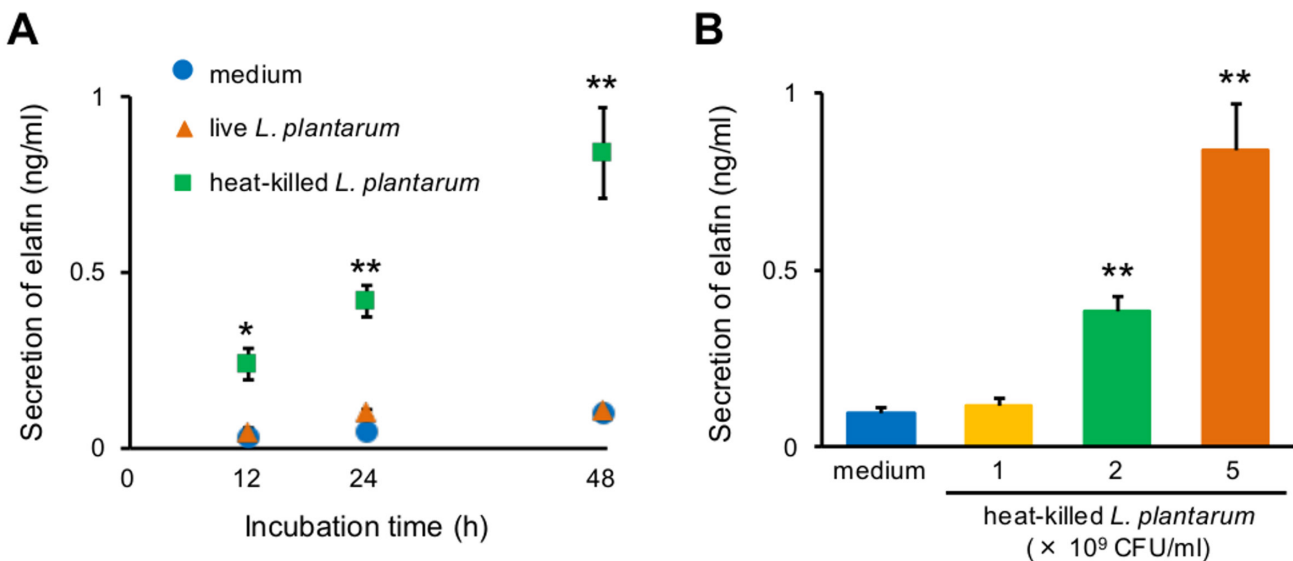 A
medium
live L. plantarum
heat-killed L. plantarum
Secretion of elafin (ng/ml)
1
0.5
0
*
**
**
0
12
24
48
Incubation time (h)
B
Secretion of elafin (ng/ml)
1
0.5
0
**
**
medium
1
2
5
heat-killed L. plantarum
(× 10⁹ CFU/ml)